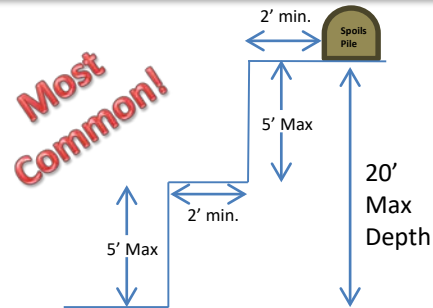 2’ min.
Spoils
Pile
Most
Common!
5’ Max
20’
Max
Depth
2’ min.
5’ Max